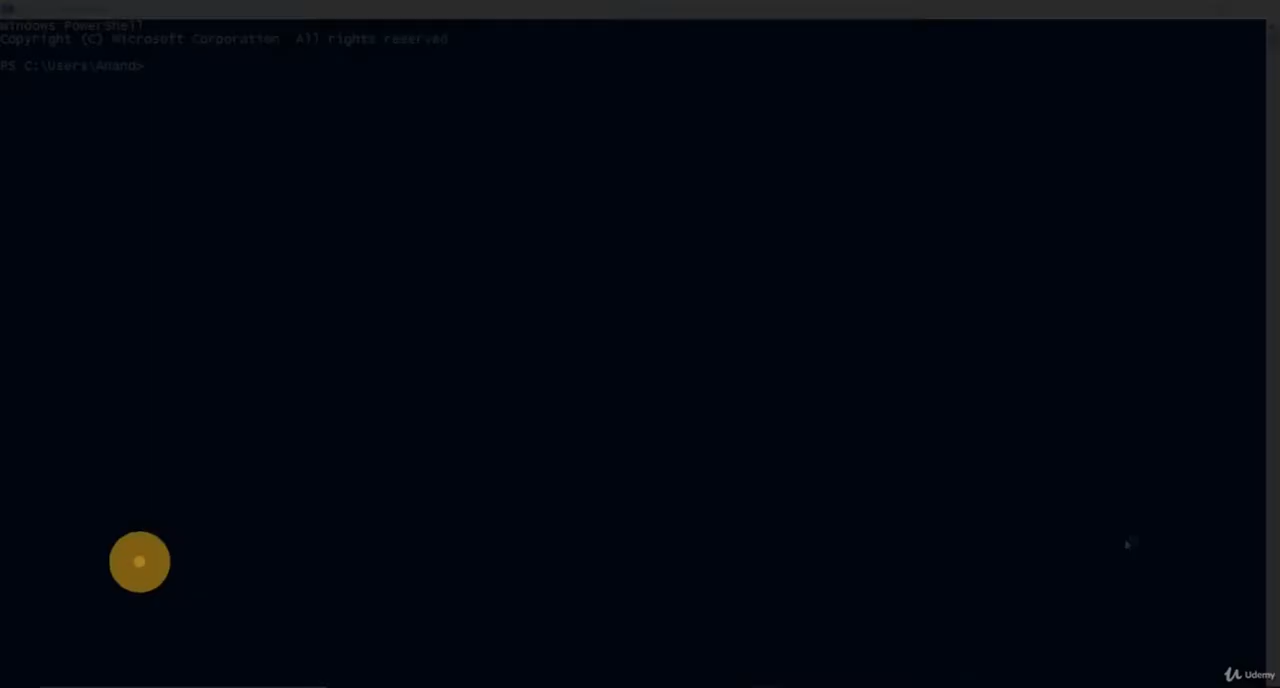 Windows PowerShell
Copyright (C) Microsoft Corporation. All rights reserved.
PS C:\Users\Anand>
Udemy